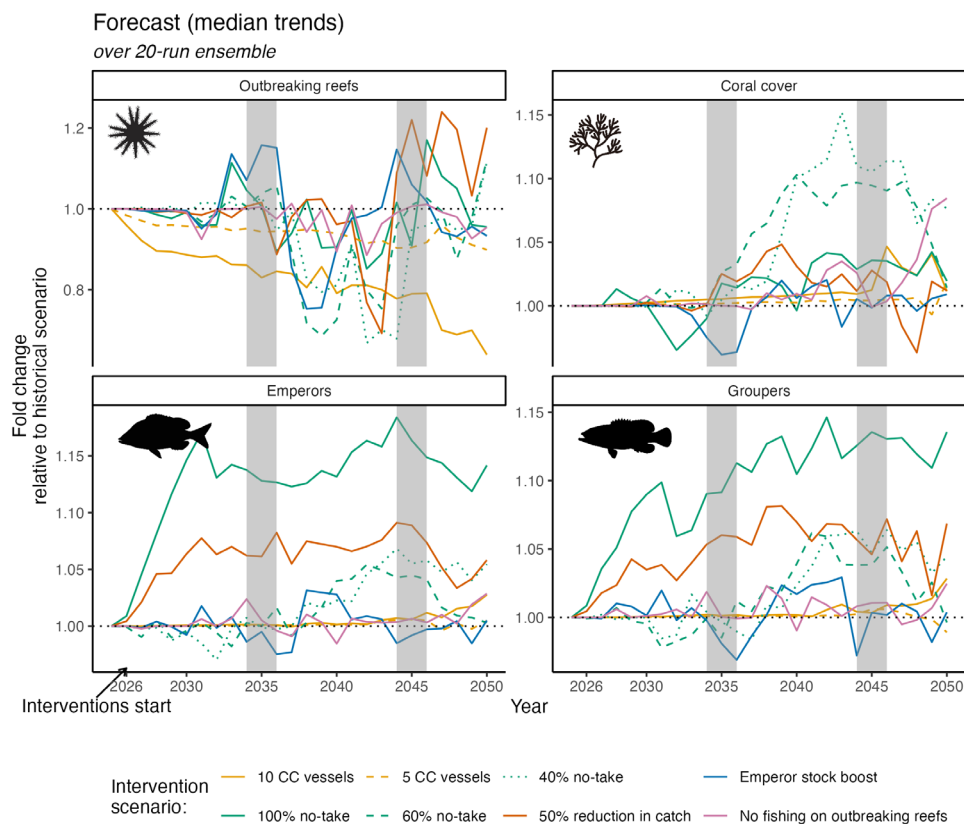 Forecast (median trends)
over 20-run ensemble
Outbreaking reefs
Coral cover
1.2
1.0
0.8
1.15
1.10
1.05
1.00
Emperors
Groupers
1.15
1.10
1.05
1.00
1.15
1.10
1.05
1.00
Fold change
relative to historical scenario
2026 2030 2035 2040 2045 2050
2026 2030 2035 2040 2045 2050
Interventions start
Year
Intervention
scenario:
10 CC vessels
5 CC vessels
40% no-take
Emperor stock boost
100% no-take
60% no-take
50% reduction in catch
No fishing on outbreaking reefs